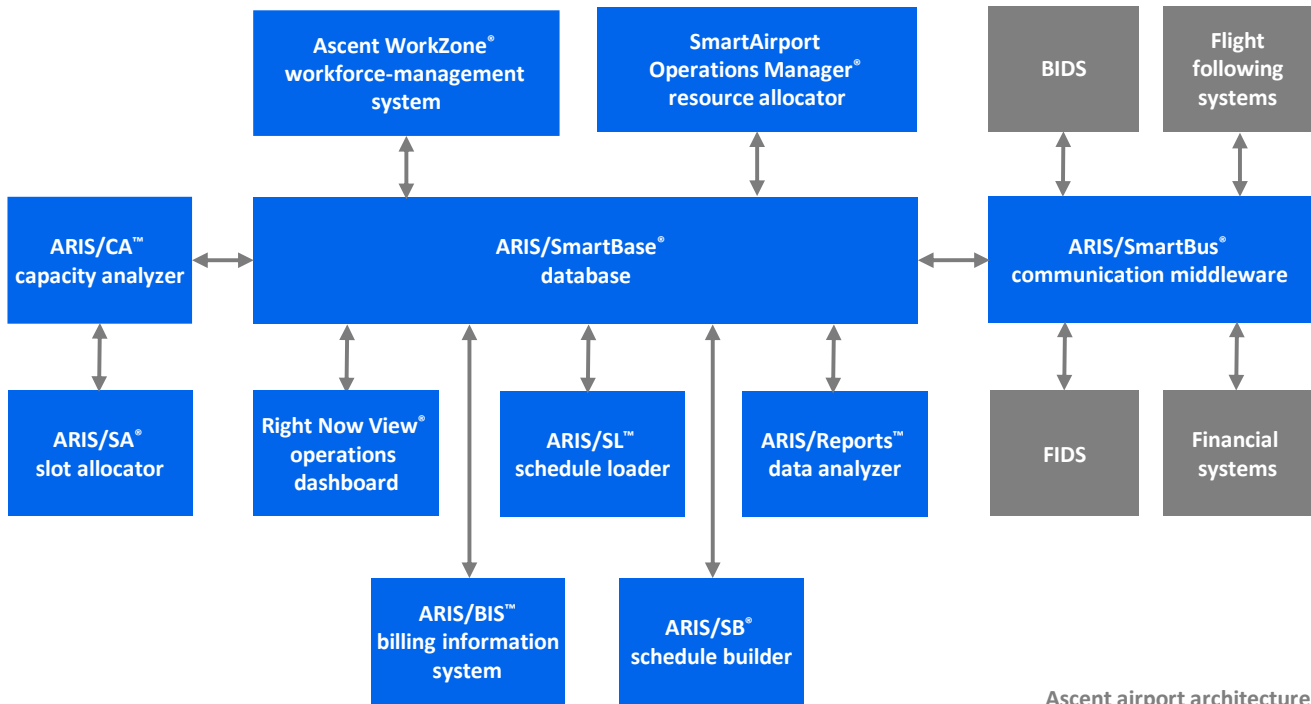 Ascent WorkZone®
workforce-management
system
SmartAirport
Operations Manager®
resource allocator
BIDS
Flight
following
systems
ARIS/CA™
capacity analyzer
ARIS/SmartBase®
database
ARIS/SmartBus®
communication middleware
ARIS/SA®
slot allocator
Right Now View®
operations
dashboard
ARIS/SL™
schedule loader
ARIS/Reports™
data analyzer
FIDS
Financial
systems
ARIS/BIS™
billing information
system
ARIS/SB®
schedule builder
Ascent airport architecture